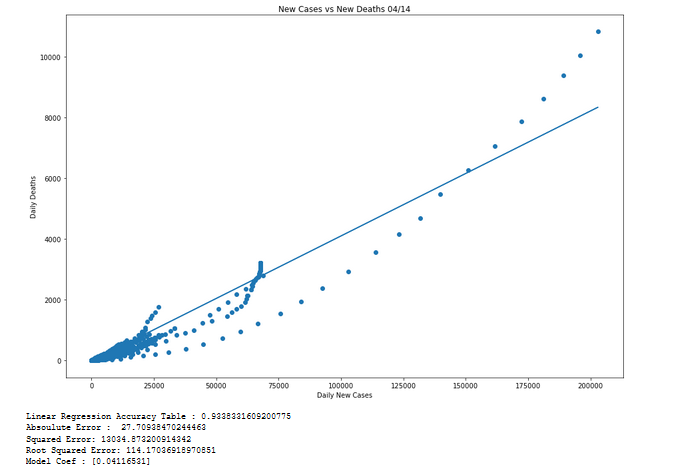 New Cases vs New Deaths 04/14
10000
8000
6000
4000
2000
0
Daily Deaths
0 25000 50000 75000 100000 125000 150000 175000 200000
Daily New Cases
Linear Regression Accuracy Table : 0.9338331609200775
Absoulute Error :  27.70938470244463
Squared Error: 13034.873200914342
Root Squared Error: 114.17036918970851
Model Coef : [0.04116531]